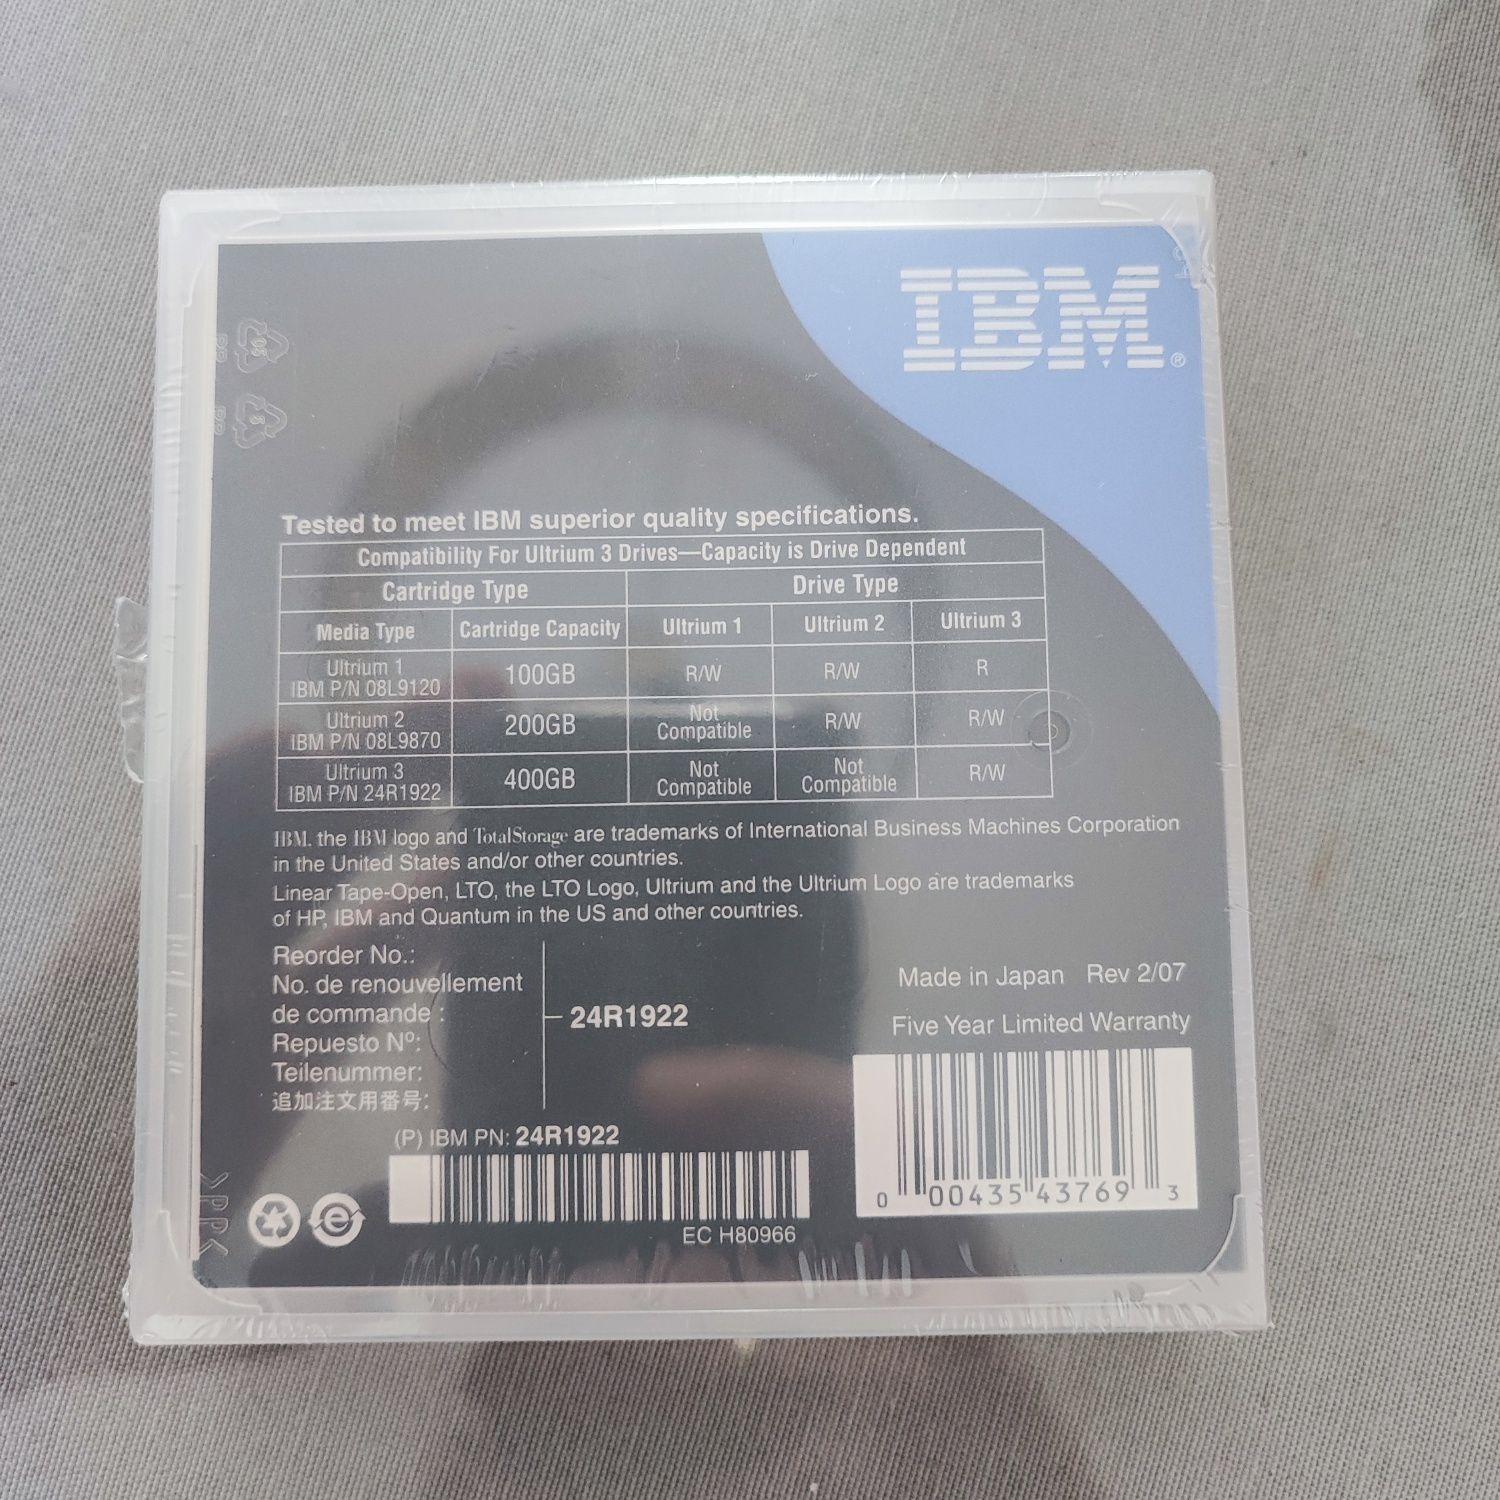 IBM®
Tested to meet IBM superior quality specifications.
Compatibility For Ultrium 3 Drives—Capacity is Drive Dependent
Cartridge Type Drive Type
Media Type Cartridge Capacity Ultrium 1 Ultrium 2 Ultrium 3
Ultrium 1
IBM P/N 08L9120 100GB R/W R/W R
Ultrium 2
IBM P/N 08L9870 200GB Not Compatible R/W R/W
Ultrium 3
IBM P/N 24R1922 400GB Not Compatible Not Compatible R/W
IBM. the IBM logo and TotalStorage are trademarks of International Business Machines Corporation
in the United States and/or other countries.
Linear Tape-Open, LTO, the LTO Logo, Ultrium and the Ultrium Logo are trademarks
of HP, IBM and Quantum in the US and other countries.
Reorder No.:
No. de renouvellement
de commande :
Repuesto Nº:
Teilenummer:
追加注文用番号:
24R1922
Made in Japan Rev 2/07
Five Year Limited Warranty
(P) IBM PN: 24R1922
EC H80966
0 00435 43769 3